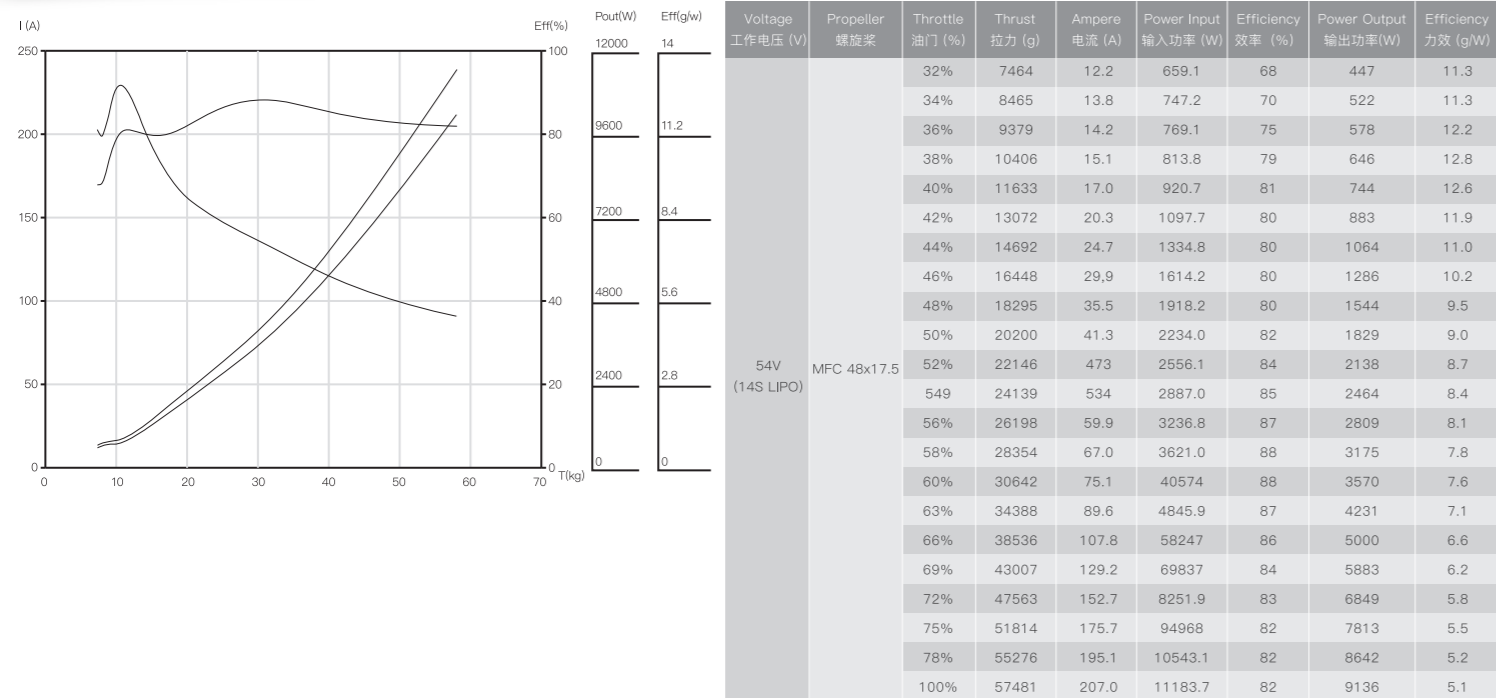 I (A)
Eff(%)
Pout(W)
Eff(g/w)
250
100
12000
14
200
80
9600
11.2
150
60
7200
8.4
100
40
4800
5.6
50
20
2400
2.8
0
0
0
0
T(kg)
0 10 20 30 40 50 60 70
Voltage Propeller Throttle Thrust Ampere Power Input Efficiency Power Output Efficiency
工作电压 (V) 螺旋桨 油门 (%) 拉力 (g) 电流 (A) 输入功率 (W) 效率 (%) 输出功率(W) 力效 (g/W)
32% 7464 12.2 659.1 68 447 11.3
34% 8465 13.8 747.2 70 522 11.3
36% 9379 14.2 769.1 75 578 12.2
38% 10406 15.1 813.8 79 646 12.8
40% 11633 17.0 920.7 81 744 12.6
42% 13072 20.3 1097.7 80 883 11.9
44% 14692 24.7 1334.8 80 1064 11.0
46% 16448 29,9 1614.2 80 1286 10.2
48% 18295 35.5 1918.2 80 1544 9.5
50% 20200 41.3 2234.0 82 1829 9.0
54V
(14S LIPO)
MFC 48x17.5
52% 22146 473 2556.1 84 2138 8.7
549 24139 534 2887.0 85 2464 8.4
56% 26198 59.9 3236.8 87 2809 8.1
58% 28354 67.0 3621.0 88 3175 7.8
60% 30642 75.1 40574 88 3570 7.6
63% 34388 89.6 4845.9 87 4231 7.1
66% 38536 107.8 58247 86 5000 6.6
69% 43007 129.2 69837 84 5883 6.2
72% 47563 152.7 8251.9 83 6849 5.8
75% 51814 175.7 94968 82 7813 5.5
78% 55276 195.1 10543.1 82 8642 5.2
100% 57481 207.0 11183.7 82 9136 5.1